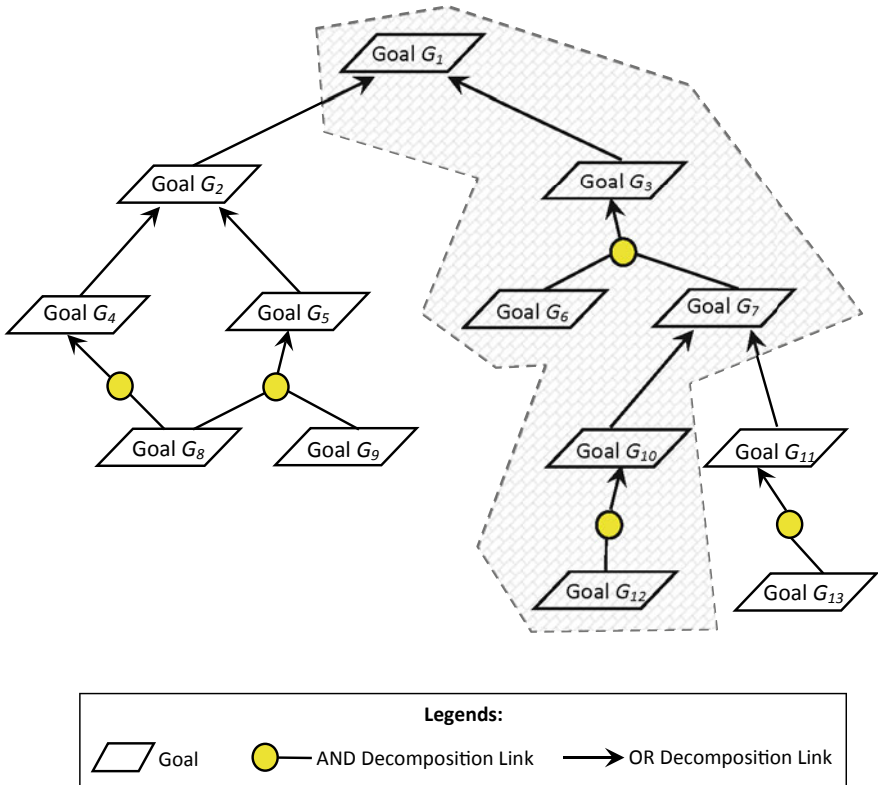 Goal G1
Goal G2
Goal G3
Goal G4
Goal G5
Goal G6
Goal G7
Goal G8
Goal G9
Goal G10
Goal G11
Goal G12
Goal G13
Legends:
Goal
AND Decomposition Link
OR Decomposition Link